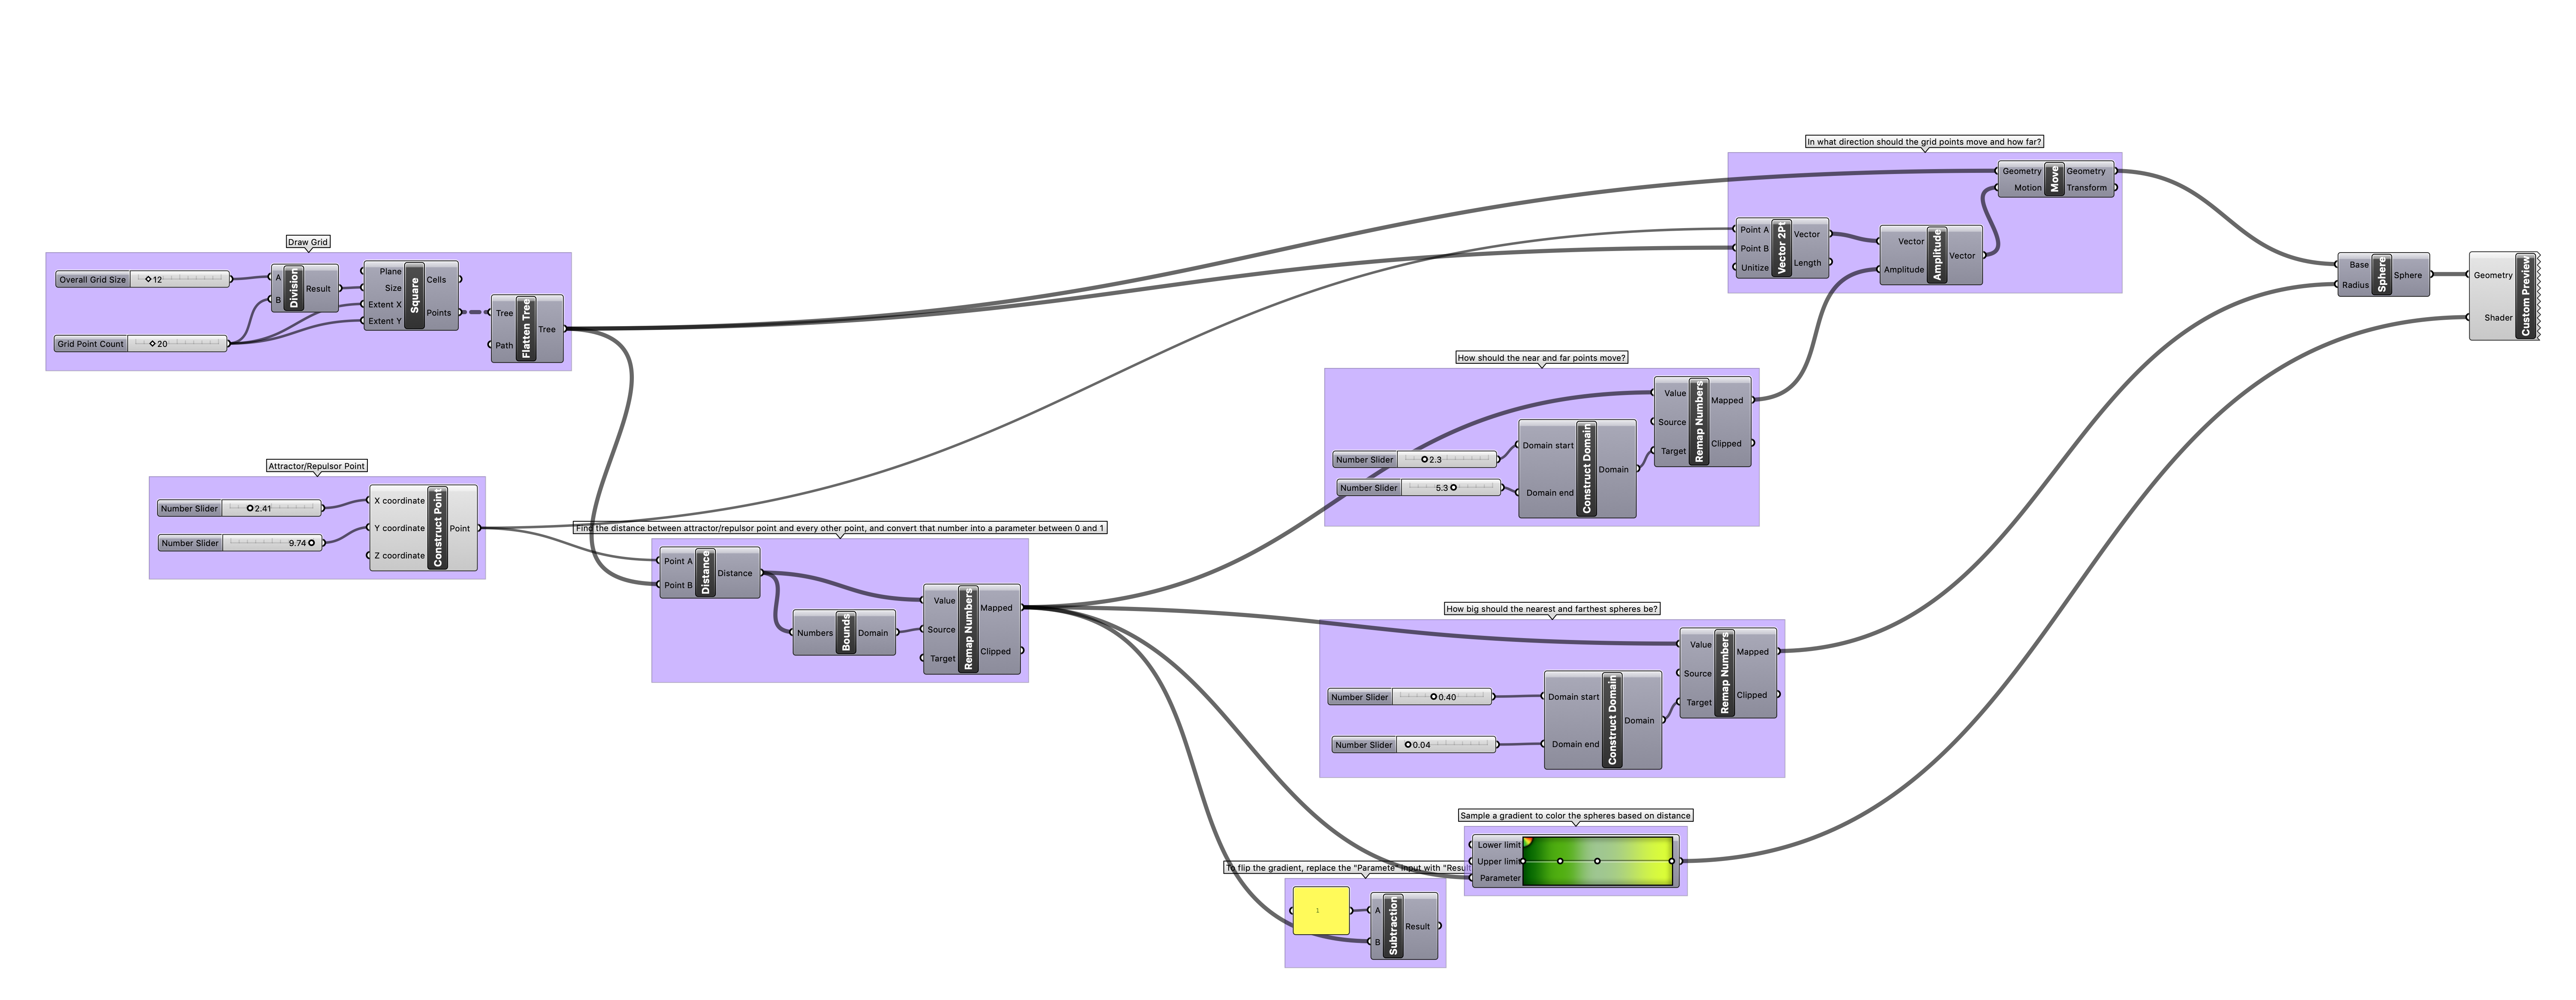 In what direction should the grid points move and how far?
Geometry
Motion
Move
Geometry
Transform
Point A
Point B
Unitize
Vector 2Pt
Vector
Length
Vector
Amplitude
Amplitude
Vector
Draw Grid
Overall Grid Size
12
Grid Point Count
20
A
B
Division
Result
Plane
Size
Extent X
Extent Y
Square
Cells
Points
Tree
Path
Flatten Tree
Tree
Base
Radius
Sphere
Sphere
Geometry
Shader
Custom Preview
How should the near and far points move?
Number Slider
2.3
Number Slider
5.3
Domain start
Domain end
Construct Domain
Domain
Value
Source
Target
Remap Numbers
Mapped
Clipped
Attractor/Repulsor Point
Number Slider
2.41
Number Slider
9.74
X coordinate
Y coordinate
Z coordinate
Construct Point
Point
Find the distance between attractor/repulsor point and every other point, and convert that number into a parameter between 0 and 1
Point A
Point B
Distance
Distance
Numbers
Bounds
Domain
Value
Source
Target
Remap Numbers
Mapped
Clipped
How big should the nearest and farthest spheres be?
Number Slider
0.40
Number Slider
0.04
Domain start
Domain end
Construct Domain
Domain
Value
Source
Target
Remap Numbers
Mapped
Clipped
Sample a gradient to color the spheres based on distance
Lower limit
Upper limit
Parameter
To flip the gradient, replace the "Paramete" input with "Resul
1
A
B
Subtraction
Result